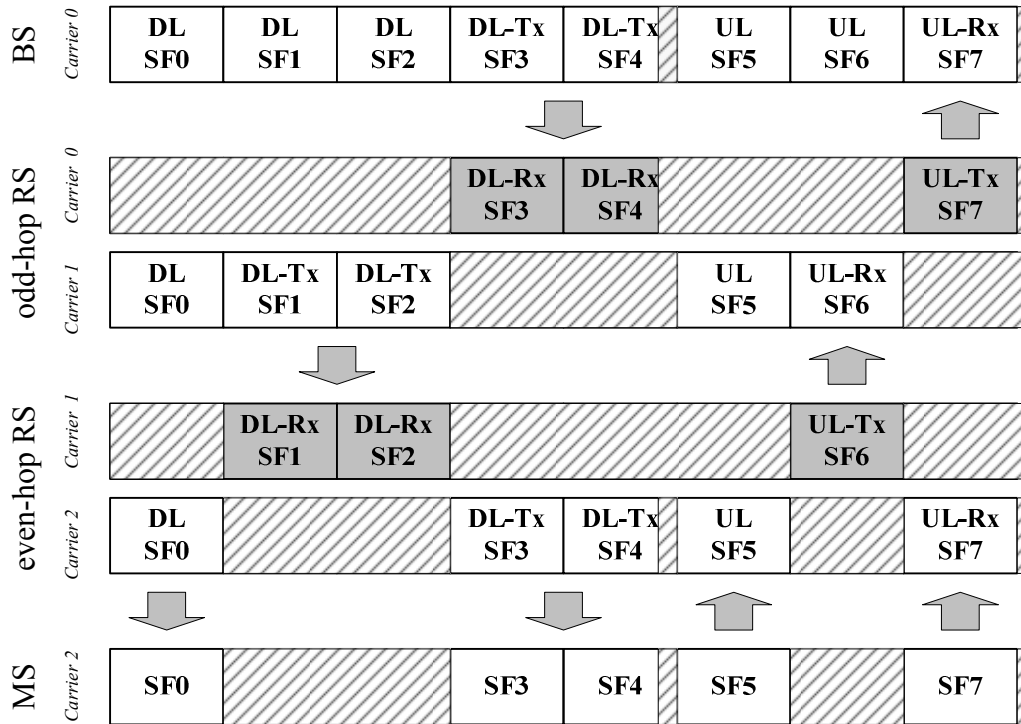 BS
Carrier 0
DL DL DL DL-Tx DL-Tx UL UL UL-Rx
SF0 SF1 SF2 SF3 SF4 SF5 SF6 SF7
odd-hop RS
Carrier 0
DL-Rx DL-Rx UL-Tx
SF3 SF4 SF7
Carrier 1
DL DL-Tx DL-Tx UL UL-Rx
SF0 SF1 SF2 SF5 SF6
even-hop RS
Carrier 1
DL-Rx DL-Rx UL-Tx
SF1 SF2 SF6
Carrier 2
DL DL-Tx DL-Tx UL UL-Rx
SF0 SF3 SF4 SF5 SF7
MS
Carrier 2
SF0 SF3 SF4 SF5 SF7